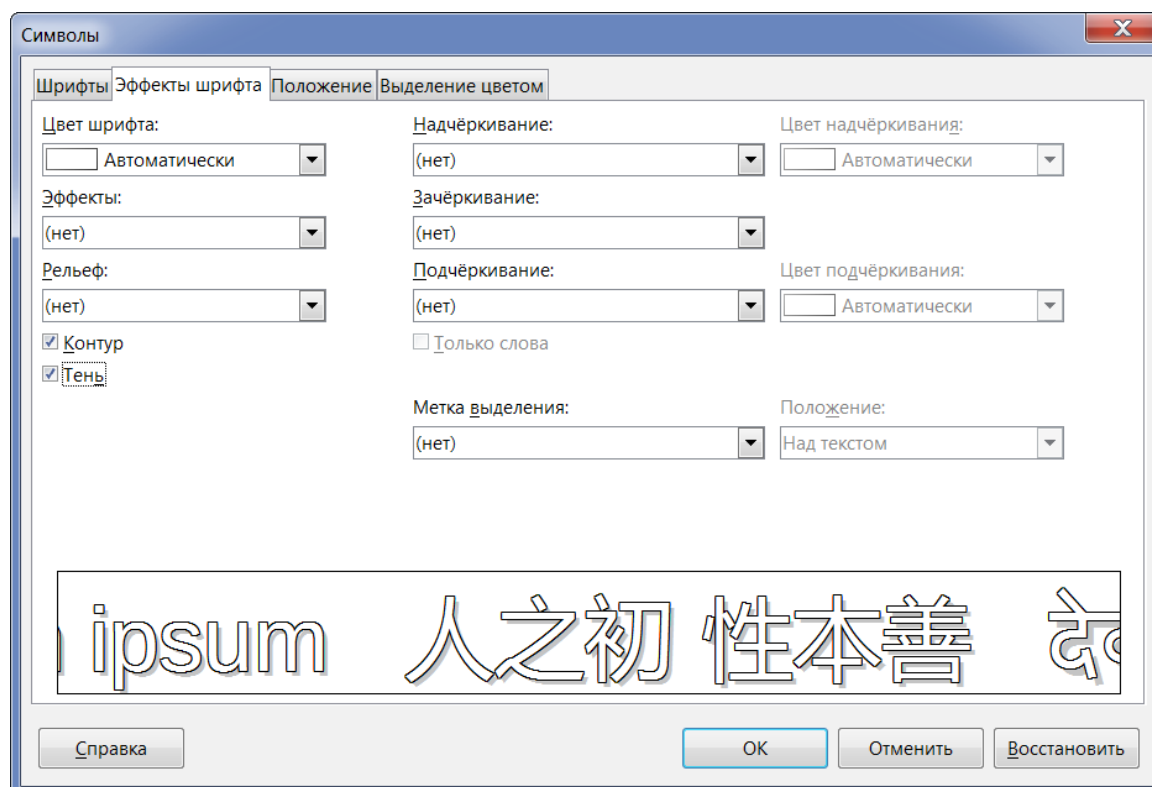 Символы
Шрифты Эффекты шрифта Положение Выделение цветом
Цвет шрифта: Надчёркивание: Цвет надчёркивания:
Автоматически (нет) Автоматически
Эффекты: Зачёркивание:
(нет) (нет)
Рельеф: Подчёркивание: Цвет подчёркивания:
(нет) (нет) Автоматически
Контур Только слова
Тень
Метка выделения: Положение:
(нет) Над текстом
ipsum 人之初 性本善
Справка ОК Отменить Восстановить